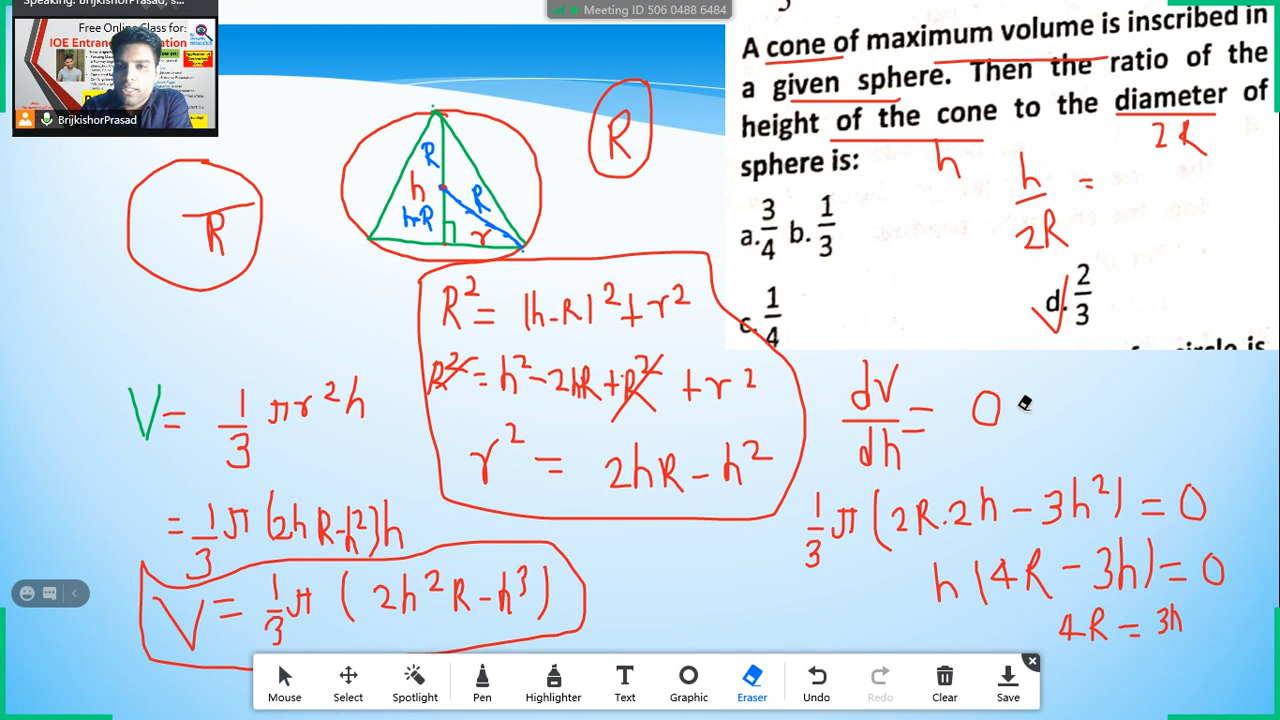 Speaking: BrijkishorPrasad, s...
Meeting ID 506 0488 6484
Free Online Class for:
IOE Entrance
BrijkishorPrasad
A cone of maximum volume is inscribed in
a given sphere. Then the ratio of the
height of the cone to the diameter of
sphere is:
h
2R
h/2R =
a. 3/4 b. 1/3
c. 1/4
d. 2/3
R
R
R
h
h-R
R
r
R² = (h-R)² + r²
R² = h² - 2hR + R² + r²
r² = 2hR - h²
V = 1/3 πr²h
= 1/3 π (2hR - h²)h
V = 1/3 π (2h²R - h³)
dV/dh = 0
1/3 π (2R.2h - 3h²) = 0
h (4R - 3h) = 0
4R = 3h
Mouse
Select
Spotlight
Pen
Highlighter
Text
Graphic
Eraser
Undo
Redo
Clear
Save